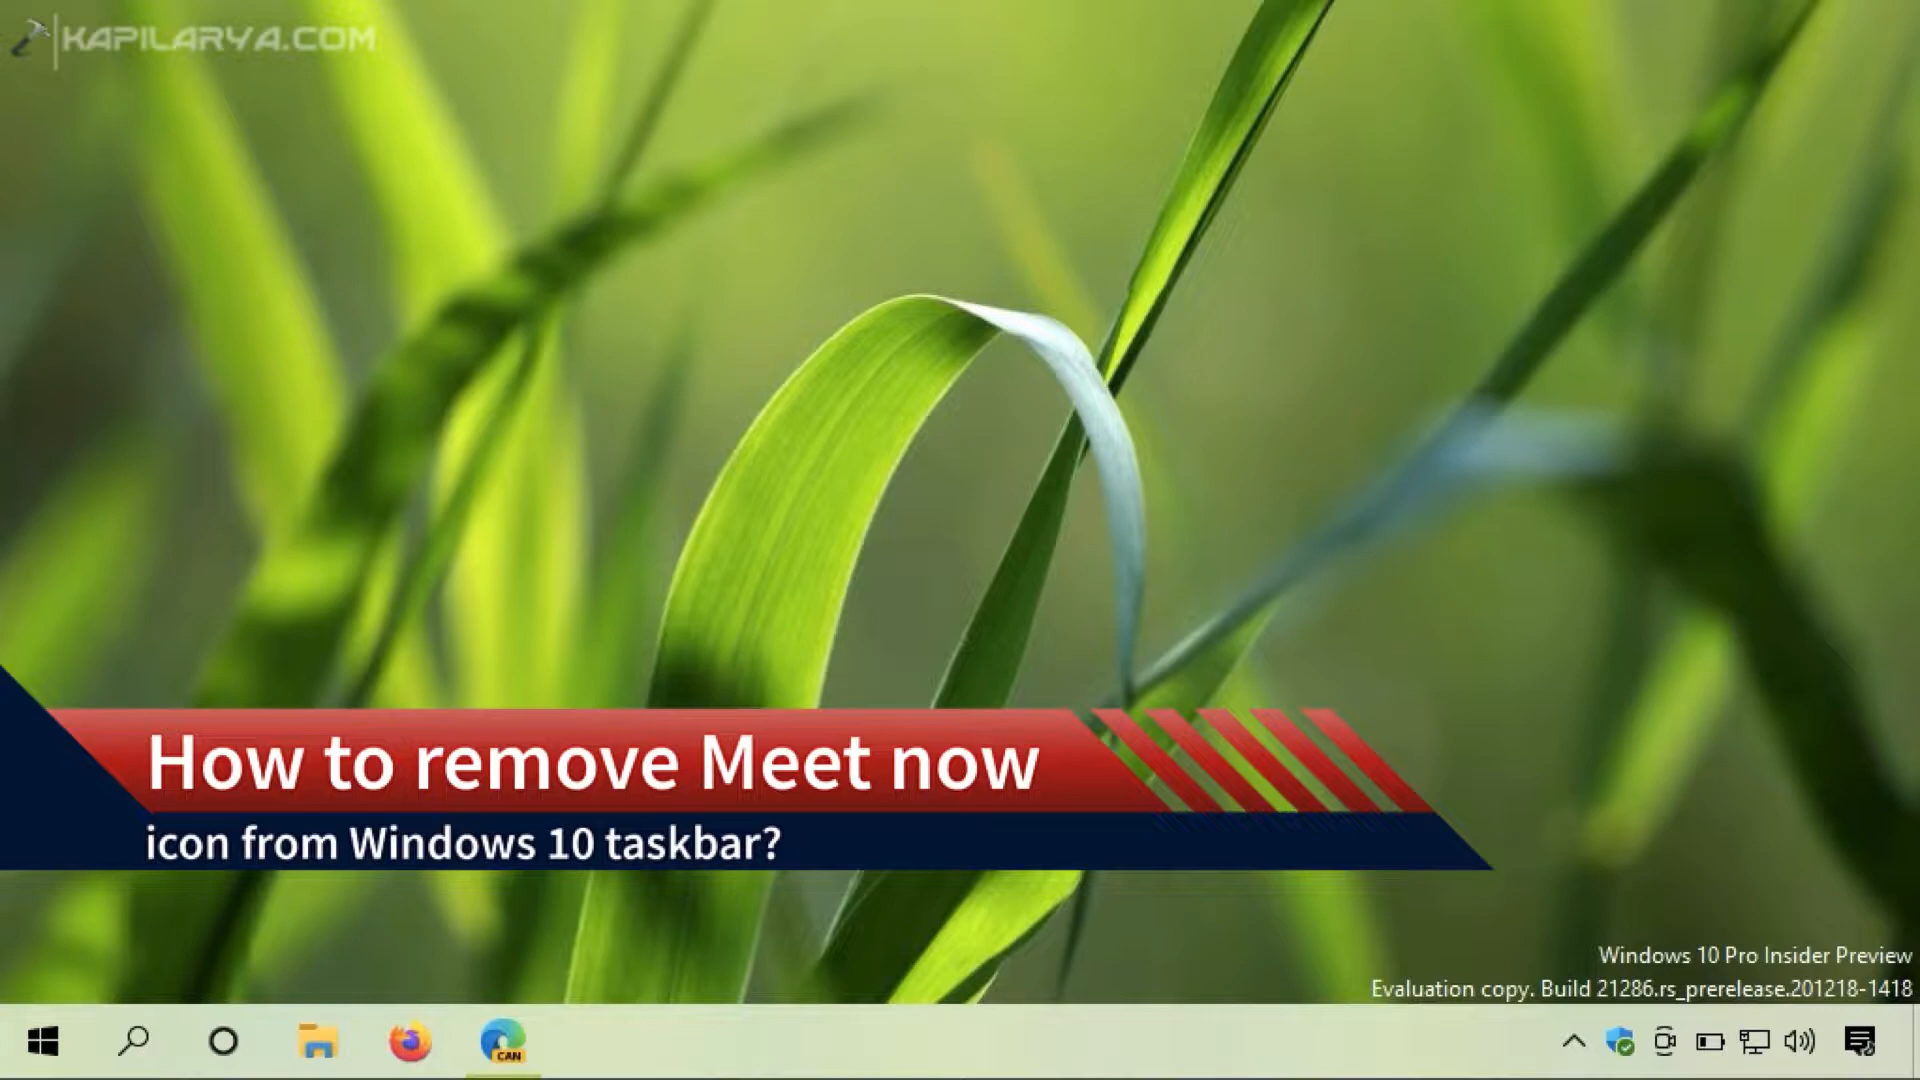 KAPILARYA.COM
How to remove Meet now
icon from Windows 10 taskbar?
Windows 10 Pro Insider Preview
Evaluation copy. Build 21286.rs_prerelease.201218-1418
CAN